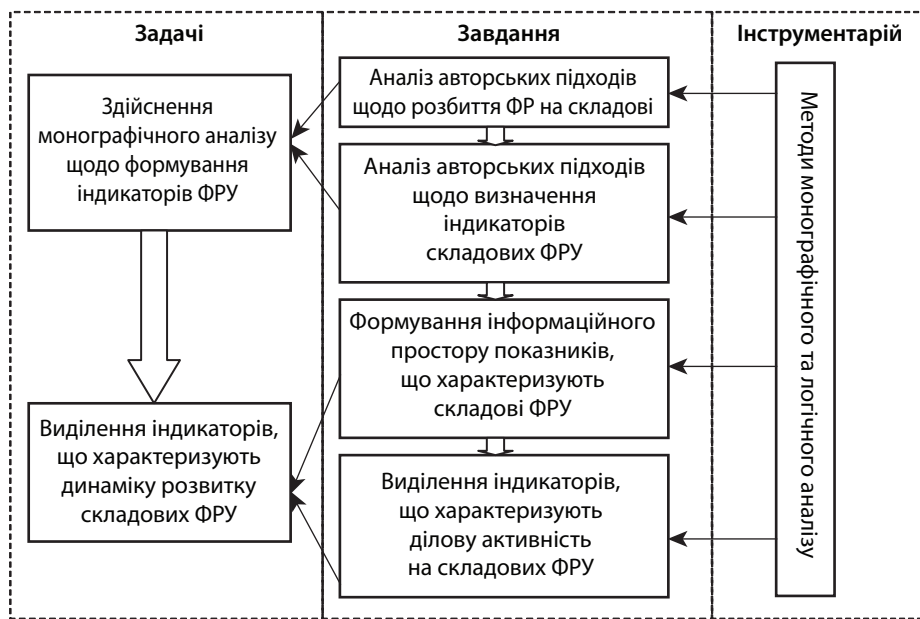 Задачі
Здійснення
монографічного аналізу
щодо формування
індикаторів ФРУ
Виділення індикаторів,
що характеризують
динаміку розвитку
складових ФРУ
Завдання
Аналіз авторських підходів
щодо розбиття ФР на складові
Аналіз авторських підходів
щодо визначення
індикаторів
складових ФРУ
Формування інформаційного
простору показників,
що характеризують
складові ФРУ
Виділення індикаторів,
що характеризують
ділову активність
на складових ФРУ
Інструментарій
Методи монографічного та логічного аналізу